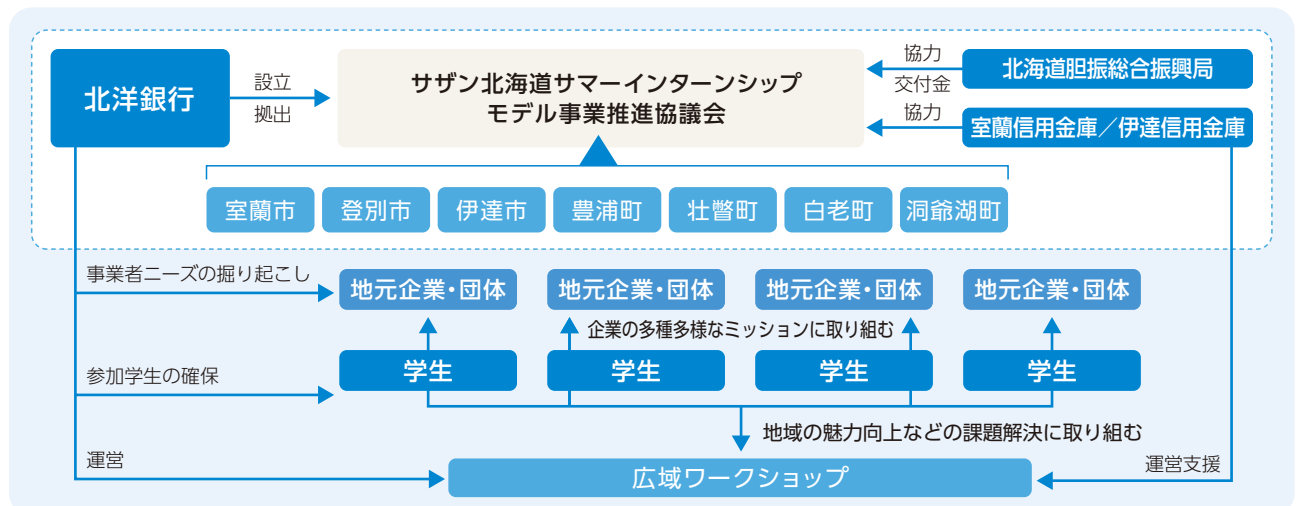 北洋銀行
設立
拠出
サザン北海道サマーインターンシップ
モデル事業推進協議会
協力
交付金
北海道胆振総合振興局
協力
室蘭信用金庫／伊達信用金庫
室蘭市
登別市
伊達市
豊浦町
壮瞥町
白老町
洞爺湖町
事業者ニーズの掘り起こし
地元企業・団体
地元企業・団体
地元企業・団体
地元企業・団体
企業の多種多様なミッションに取り組む
参加学生の確保
学生
学生
学生
学生
地域の魅力向上などの課題解決に取り組む
運営
広域ワークショップ
運営支援